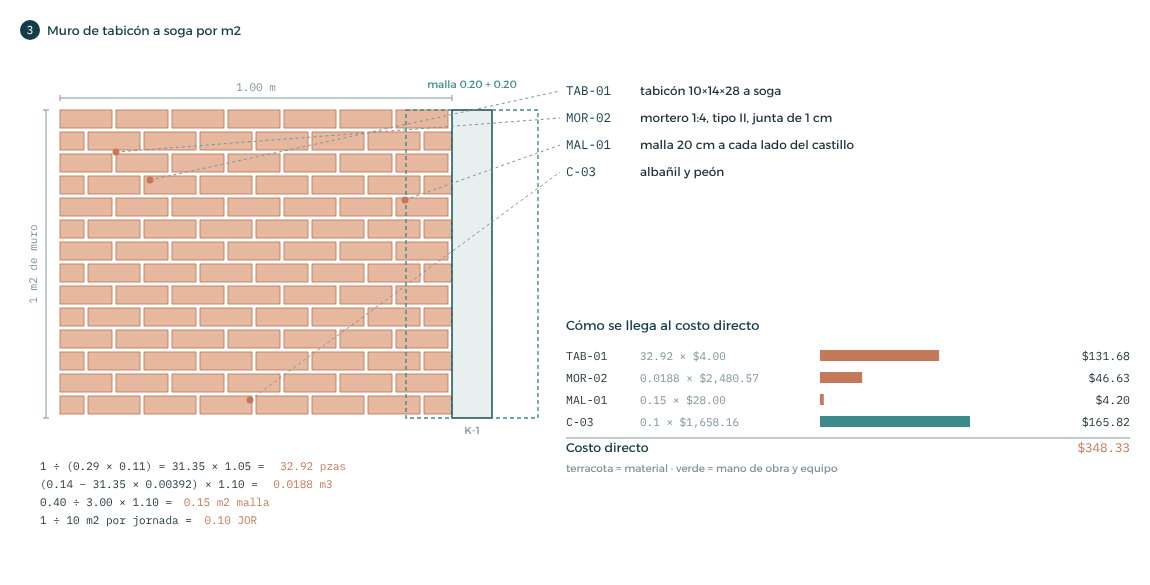 3 Muro de tabicón a soga por m2
malla 0.20 + 0.20
1.00 m
1 m2 de muro
K-1
TAB-01 tabicón 10×14×28 a soga
MOR-02 mortero 1:4, tipo II, junta de 1 cm
MAL-01 malla 20 cm a cada lado del castillo
C-03 albañil y peón
Cómo se llega al costo directo
TAB-01 32.92 × $4.00 $131.68
MOR-02 0.0188 × $2,480.57 $46.63
MAL-01 0.15 × $28.00 $4.20
C-03 0.1 × $1,658.16 $165.82
Costo directo $348.33
terracota = material · verde = mano de obra y equipo
1 ÷ (0.29 × 0.11) = 31.35 × 1.05 = 32.92 pzas
(0.14 − 31.35 × 0.00392) × 1.10 = 0.0188 m3
0.40 ÷ 3.00 × 1.10 = 0.15 m2 malla
1 ÷ 10 m2 por jornada = 0.10 JOR